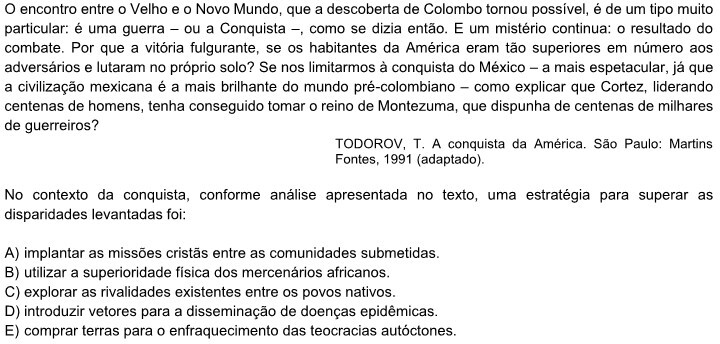 O encontro entre o Velho e o Novo Mundo, que a descoberta de Colombo tornou possível, é de um tipo muito
particular: é uma guerra – ou a Conquista –, como se dizia então. E um mistério continua: o resultado do
combate. Por que a vitória fulgurante, se os habitantes da América eram tão superiores em número aos
adversários e lutaram no próprio solo? Se nos limitarmos à conquista do México – a mais espetacular, já que
a civilização mexicana é a mais brilhante do mundo pré-colombiano – como explicar que Cortez, liderando
centenas de homens, tenha conseguido tomar o reino de Montezuma, que dispunha de centenas de milhares
de guerreiros?
TODOROV, T. A conquista da América. São Paulo: Martins
Fontes, 1991 (adaptado).
No contexto da conquista, conforme análise apresentada no texto, uma estratégia para superar as
disparidades levantadas foi:
A) implantar as missões cristãs entre as comunidades submetidas.
B) utilizar a superioridade física dos mercenários africanos.
C) explorar as rivalidades existentes entre os povos nativos.
D) introduzir vetores para a disseminação de doenças epidêmicas.
E) comprar terras para o enfraquecimento das teocracias autóctones.